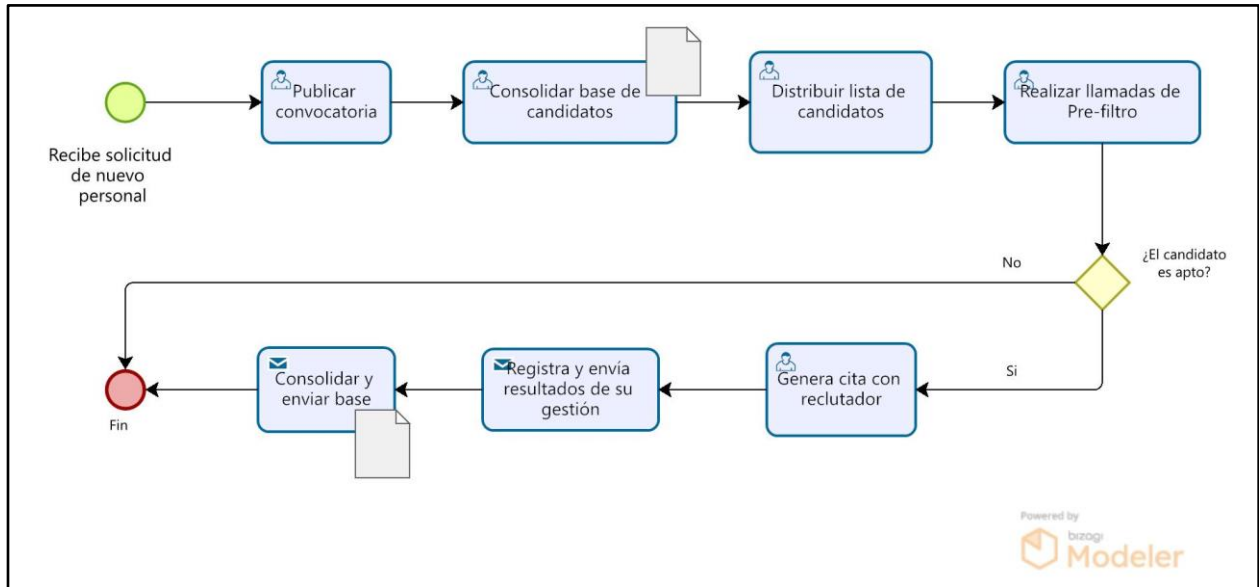 Publicar
convocatoria
Consolidar base de
candidatos
Distribuir lista de
candidatos
Realizar llamadas de
Pre-filtro
Recibe solicitud
de nuevo
personal
¿El candidato
es apto?
No
Si
Genera cita con
reclutador
Registra y envía
resultados de su
gestión
Consolidar y
enviar base
Fin
Powered by
bizagi
Modeler